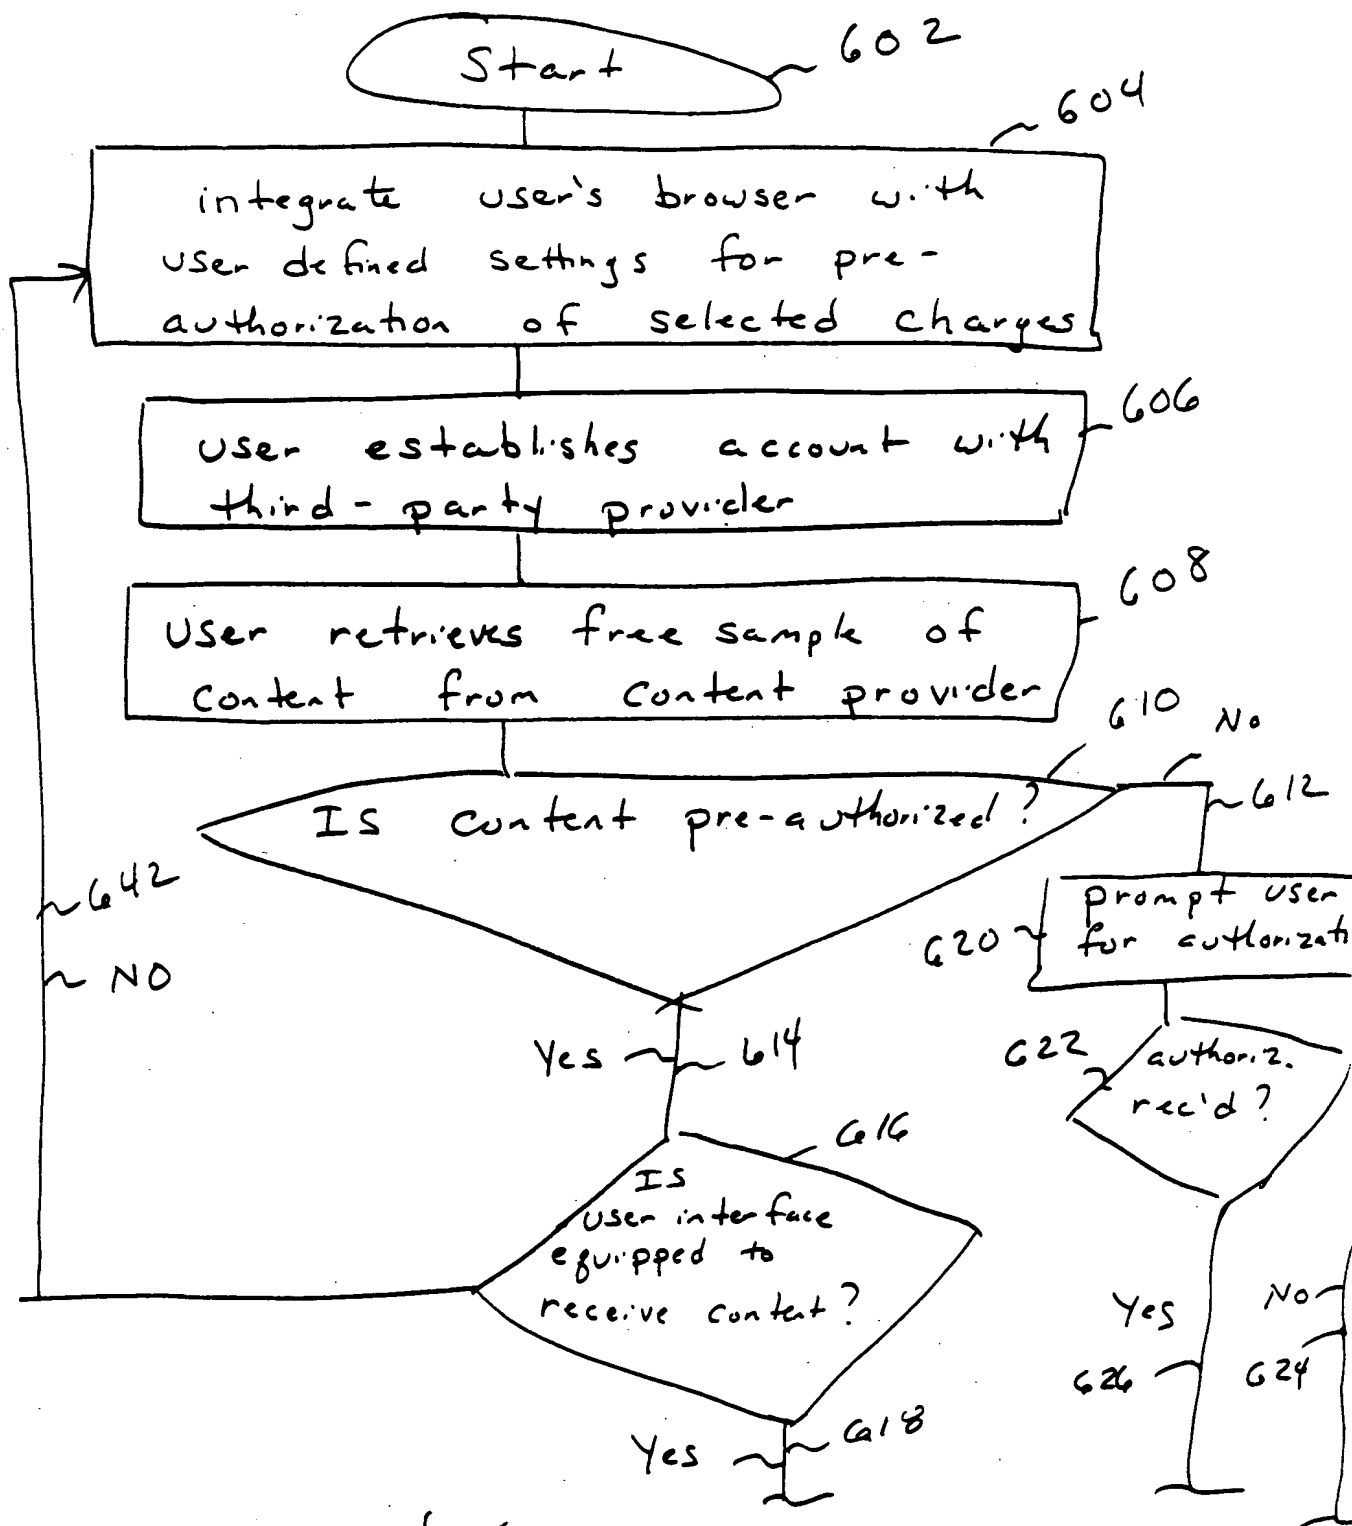 Start
602
604
integrate user's browser with
user defined settings for pre-
authorization of selected charges
606
user establishes account with
third-party provider
608
User retrieves free sample of
content from content provider
610
No
Is content pre-authorized?
612
642
NO
prompt user
620
for
Yes
614
622
authoriz.
rec'd?
616
Is
user interface
equipped to
receive content?
Yes
626
No
624
Yes
618